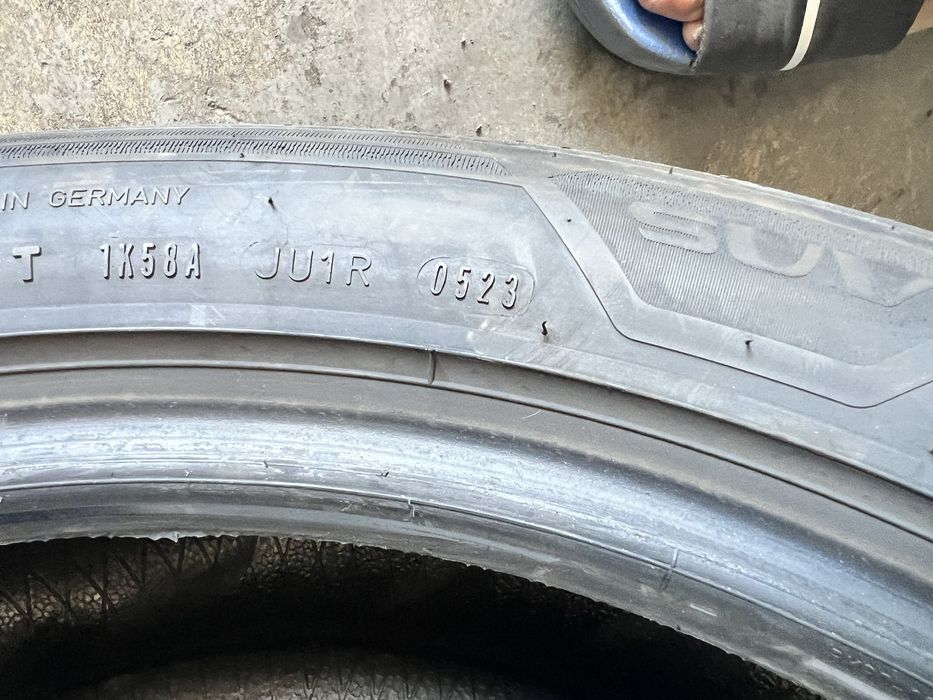 IN GERMANY
T 1K58A JU1R 0523
SUV